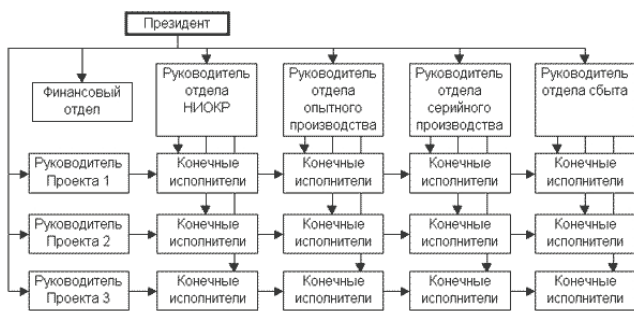 Президент
Финансовый
отдел
Руководитель
отдела
НИОКР
Руководитель
отдела
опытного
производства
Руководитель
отдела
серийного
производства
Руководитель
отдела сбыта
Руководитель
Проекта 1
Конечные
исполнители
Конечные
исполнители
Конечные
исполнители
Конечные
исполнители
Руководитель
Проекта 2
Конечные
исполнители
Конечные
исполнители
Конечные
исполнители
Конечные
исполнители
Руководитель
Проекта 3
Конечные
исполнители
Конечные
исполнители
Конечные
исполнители
Конечные
исполнители